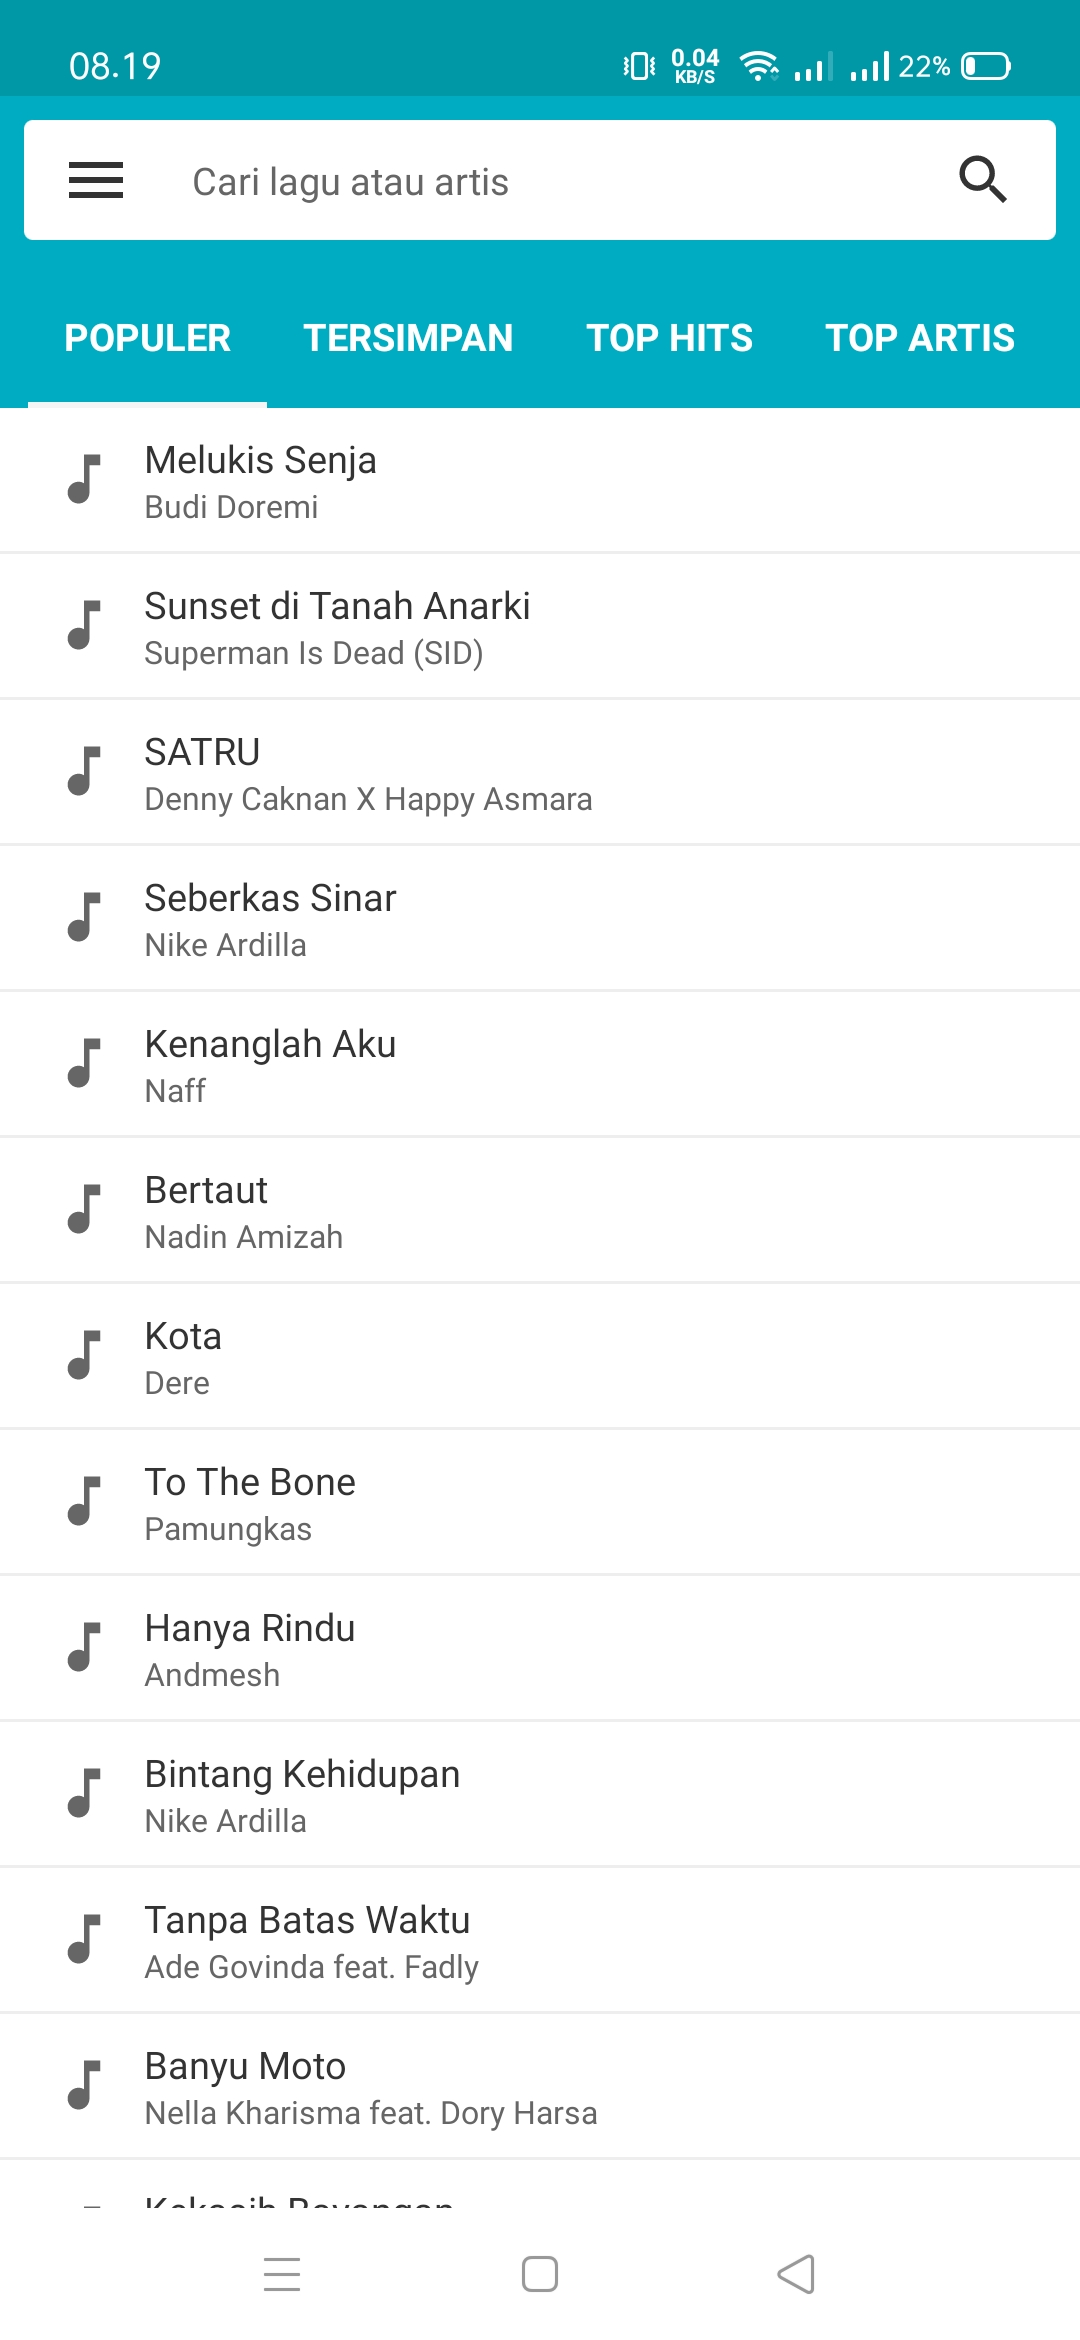 08.19
0.04
KB/S
22%
Cari lagu atau artis
POPULER TERSIMPAN TOP HITS TOP ARTIS
Melukis Senja
Budi Doremi
Sunset di Tanah Anarki
Superman Is Dead (SID)
SATRU
Denny Caknan X Happy Asmara
Seberkas Sinar
Nike Ardilla
Kenanglah Aku
Naff
Bertaut
Nadin Amizah
Kota
Dere
To The Bone
Pamungkas
Hanya Rindu
Andmesh
Bintang Kehidupan
Nike Ardilla
Tanpa Batas Waktu
Ade Govinda feat. Fadly
Banyu Moto
Nella Kharisma feat. Dory Harsa